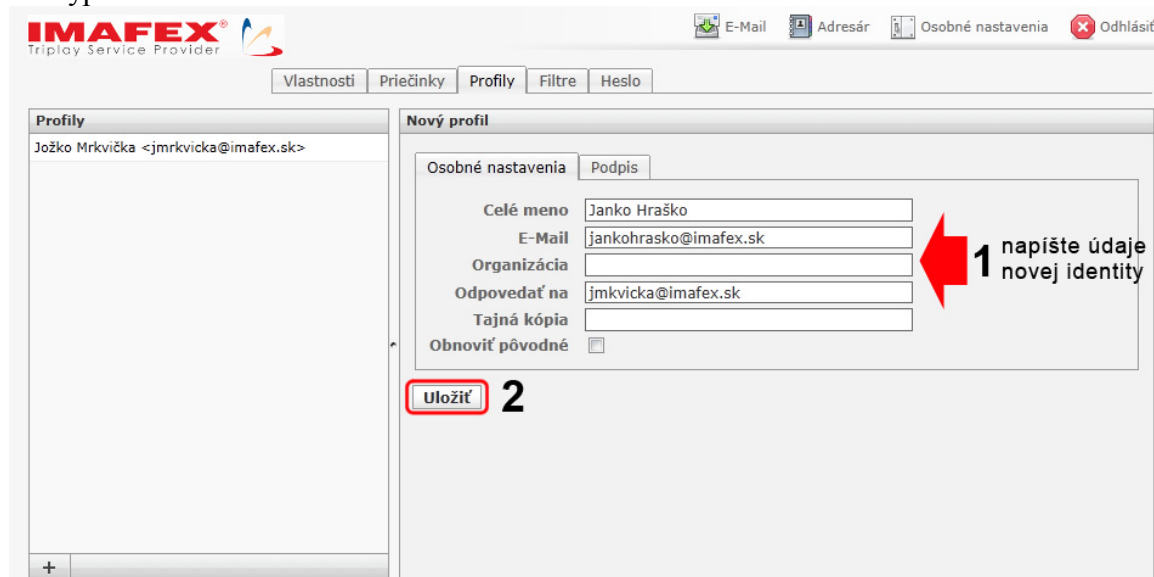 IMAFEX®
Triplay Service Provider
E-Mail Adresár Osobné nastavenia Odhlásiť
Vlastnosti Priečinky Profily Filtre Heslo
Profily
Jožko Mrkvička <jmrkvicka@imafex.sk>
Nový profil
Osobné nastavenia Podpis
Celé meno Janko Hraško
E-Mail jankohrasko@imafex.sk
Organizácia
Odpovedať na jmkvicka@imafex.sk
Tajná kópia
Obnoviť pôvodné
1 napíšte údaje
novej identity
Uložiť 2
+